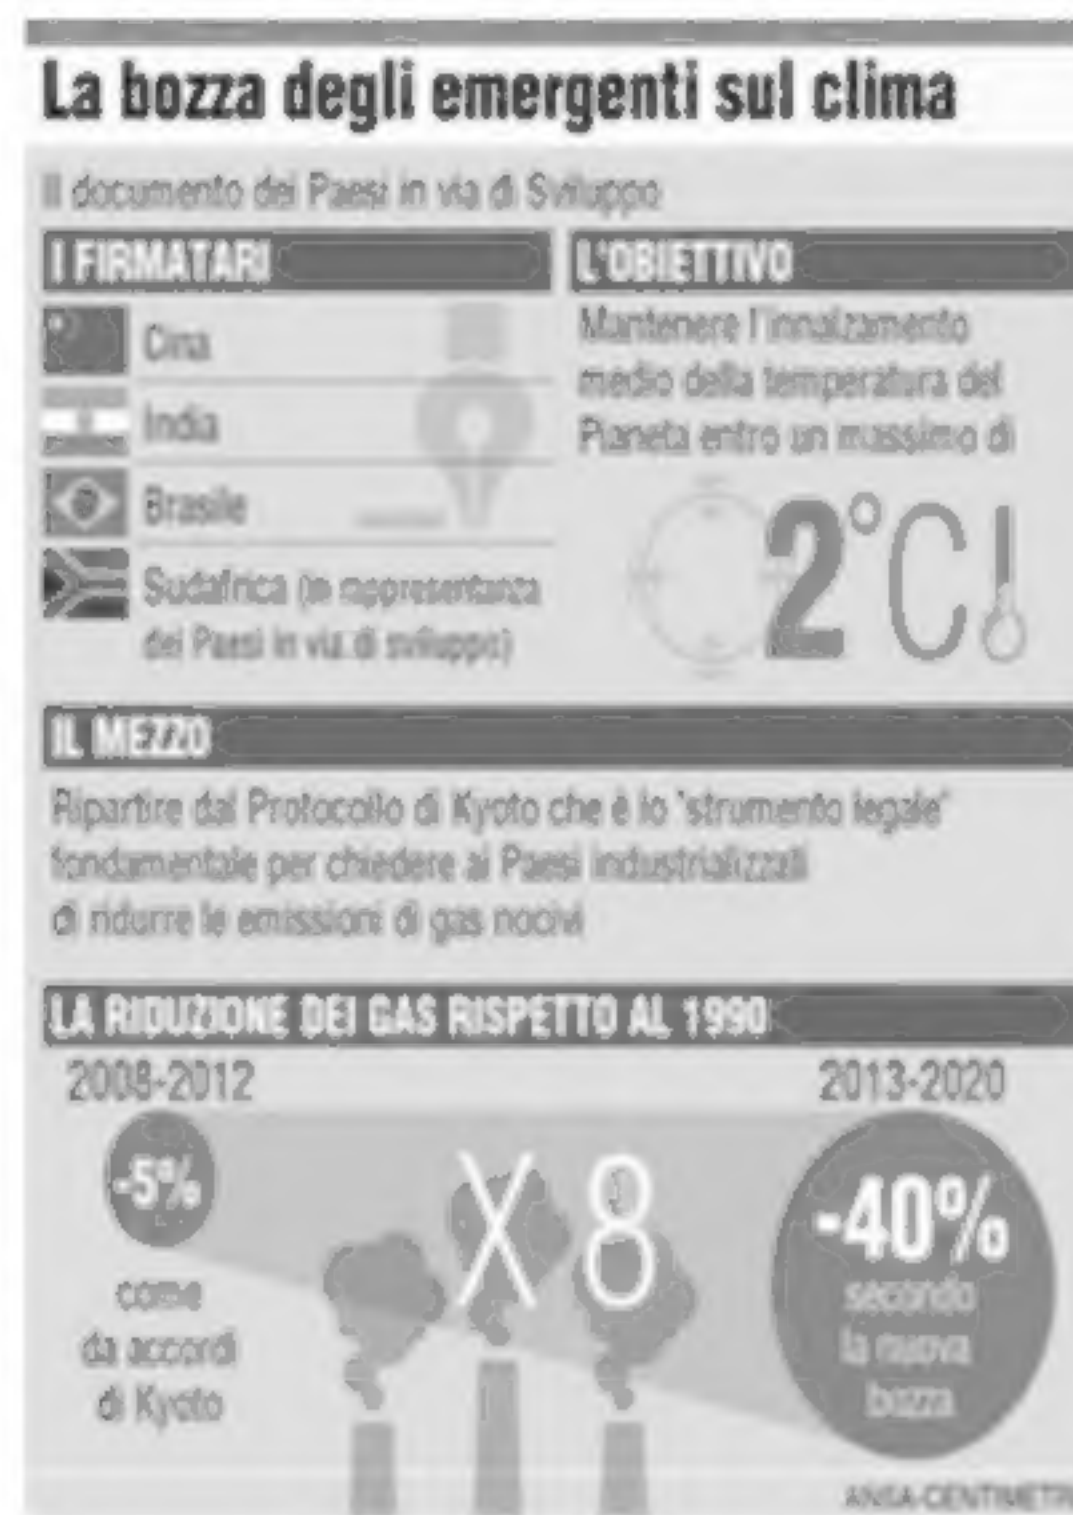 La bozza degli emergenti sul clima
Il documento dei Paesi in via di Sviluppo
I FIRMATARI
Cina
India
Brasile
Sudafrica (in rappresentanza
dei Paesi in via di sviluppo)
L'OBIETTIVO
Mantenere l'innalzamento
medio della temperatura del
Pianeta entro un massimo di
2°C
IL MEZZO
Ripartire dal Protocollo di Kyoto che è lo 'strumento legale'
fondamentale per chiedere ai Paesi industrializzati
di ridurre le emissioni di gas nocivi
LA RIDUZIONE DEI GAS RISPETTO AL 1990
2008-2012
-5%
come
da accordi
di Kyoto
X 8
2013-2020
-40%
secondo
la nuova
bozza
ANSA-CENTIMETRI